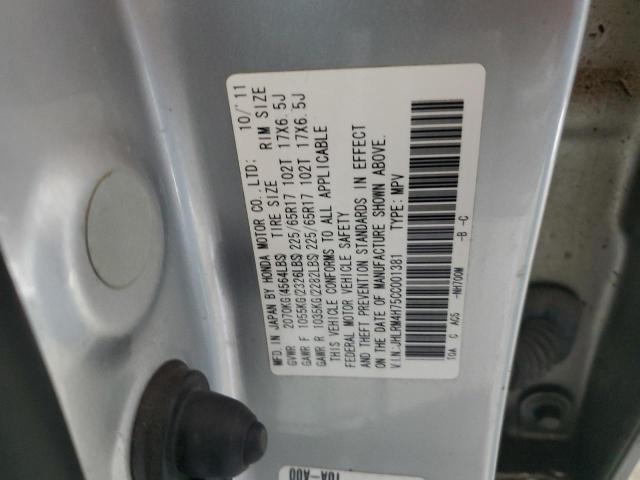 MFD. IN JAPAN BY HONDA MOTOR CO., LTD: 10/'11
TIRE SIZE RIM SIZE
GVWR 2070KG(4564LBS)
GAWR F 1055KG(2326LBS) 225/65R17 102T 17X6.5J
GAWR R 1035KG(2282LBS) 225/65R17 102T 17X6.5J
THIS VEHICLE CONFORMS TO ALL APPLICABLE
FEDERAL MOTOR VEHICLE SAFETY
AND THEFT PREVENTION STANDARDS IN EFFECT
ON THE DATE OF MANUFACTURE SHOWN ABOVE.
V.I.N:JHLRM4H75CC001381 TYPE: MPV
T0A C AC5 -NH700M -B -C
T0A-A00